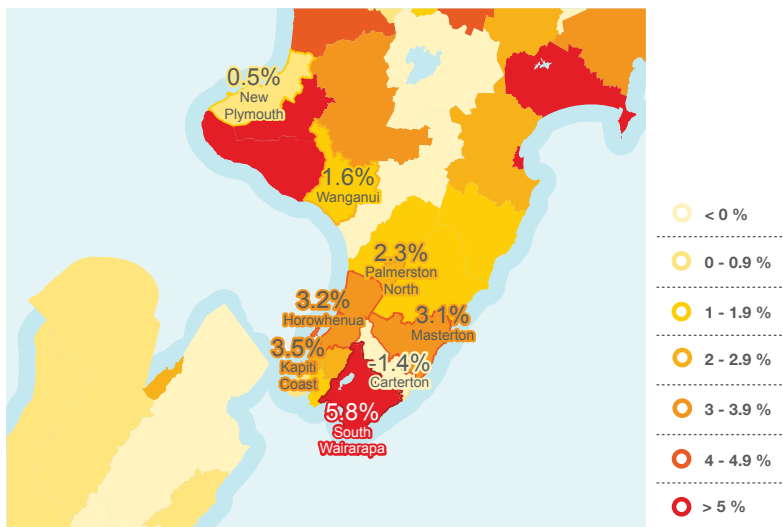 0.5%
New
Plymouth
1.6%
Wanganui
2.3%
Palmerston
North
3.2%
Horowhenua
3.1%
Masterton
3.5%
Kapiti
Coast
-1.4%
Carterton
5.8%
South
Wairarapa
< 0 %
0 - 0.9 %
1 - 1.9 %
2 - 2.9 %
3 - 3.9 %
4 - 4.9 %
> 5 %